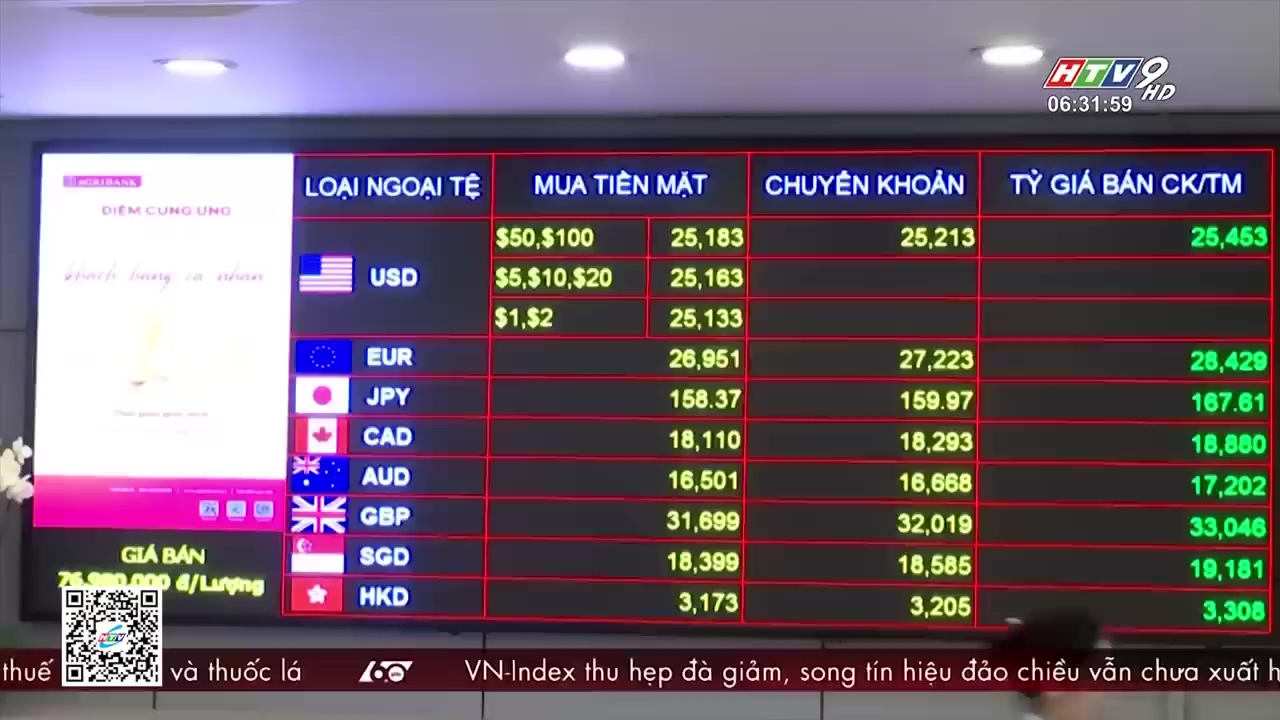 HTV9 HD
06:31:59
AGRIBANK
ĐIỂM CUNG ỨNG
LOẠI NGOẠI TỆ MUA TIỀN MẶT CHUYỂN KHOẢN TỶ GIÁ BÁN CK/TM
USD $50,$100 25,183 25,213 25,453
$5,$10,$20 25,163
$1,$2 25,133
EUR 26,951 27,223 28,429
JPY 158.37 159.97 167.61
CAD 18,110 18,293 18,880
AUD 16,501 16,668 17,202
GBP 31,699 32,019 33,046
SGD 18,399 18,585 19,181
HKD 3,173 3,205 3,308
GIÁ BÁN
76,980,000 đ/Lượng
HTV
thuế và thuốc lá 60 giây VN-Index thu hẹp đà giảm, song tín hiệu đảo chiều vẫn chưa xuất h